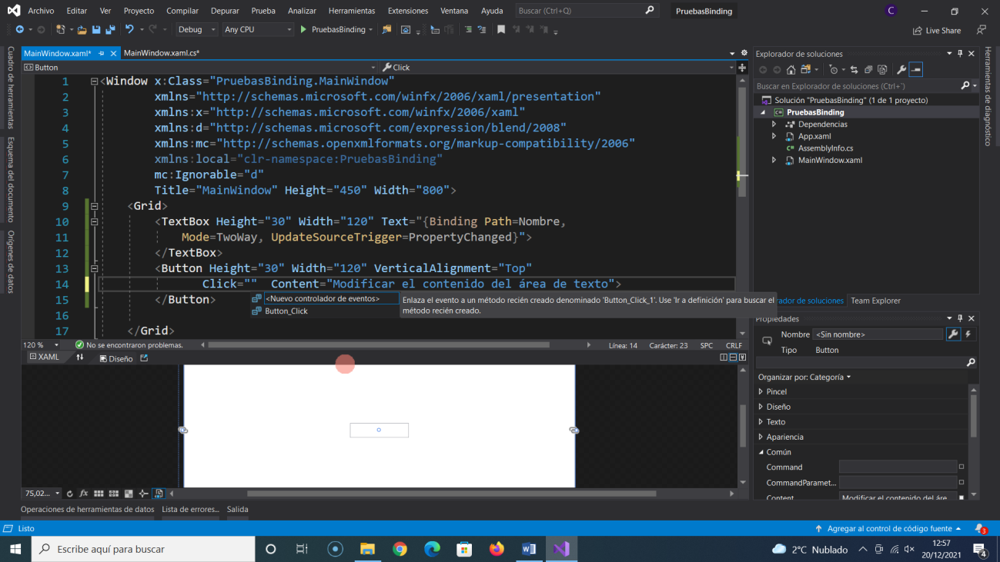 Archivo Editar Ver Proyecto Compilar Depurar Prueba Analizar Herramientas Extensiones Ventana Ayuda Buscar (Ctrl+Q) PruebasBinding C
Debug Any CPU PruebasBinding Live Share
Cuadro de herramientas
Esquema del documento
Orígenes de datos
MainWindow.xaml* MainWindow.xaml.cs*
Button Click
1 <Window x:Class="PruebasBinding.MainWindow"
2 xmlns="http://schemas.microsoft.com/winfx/2006/xaml/presentation"
3 xmlns:x="http://schemas.microsoft.com/winfx/2006/xaml"
4 xmlns:d="http://schemas.microsoft.com/expression/blend/2008"
5 xmlns:mc="http://schemas.openxmlformats.org/markup-compatibility/2006"
6 xmlns:local="clr-namespace:PruebasBinding"
7 mc:Ignorable="d"
8 Title="MainWindow" Height="450" Width="800">
9 <Grid>
10 <TextBox Height="30" Width="120" Text="{Binding Path=Nombre,
11 Mode=TwoWay, UpdateSourceTrigger=PropertyChanged}">
12 </TextBox>
13 <Button Height="30" Width="120" VerticalAlignment="Top"
14 Click="" Content="Modificar el contenido del área de texto">
15 </Button>
16
17 </Grid>
<Nuevo controlador de eventos>
Button_Click
Enlaza el evento a un método recién creado denominado 'Button_Click_1'. Use 'Ir a definición' para buscar el
método recién creado.
120 % No se encontraron problemas. Línea: 14 Carácter: 23 SPC CRLF
XAML Diseño
75,02...
Operaciones de herramientas de datos Lista de errores... Salida
Explorador de soluciones
Buscar en Explorador de soluciones (Ctrl+´)
Solución "PruebasBinding" (1 de 1 proyecto)
PruebasBinding
Dependencias
App.xaml
AssemblyInfo.cs
MainWindow.xaml
rador de soluciones Team Explorer
Propiedades
Nombre <Sin nombre>
Tipo Button
Organizar por: Categoría
Pincel
Diseño
Texto
Apariencia
Común
Command
CommandParamet...
Content Modificar el contenido del áre
Herramientas de diagnóstico
Listo Agregar al control de código fuente 3
Escribe aquí para buscar 2°C Nublado 12:57
20/12/2021 4